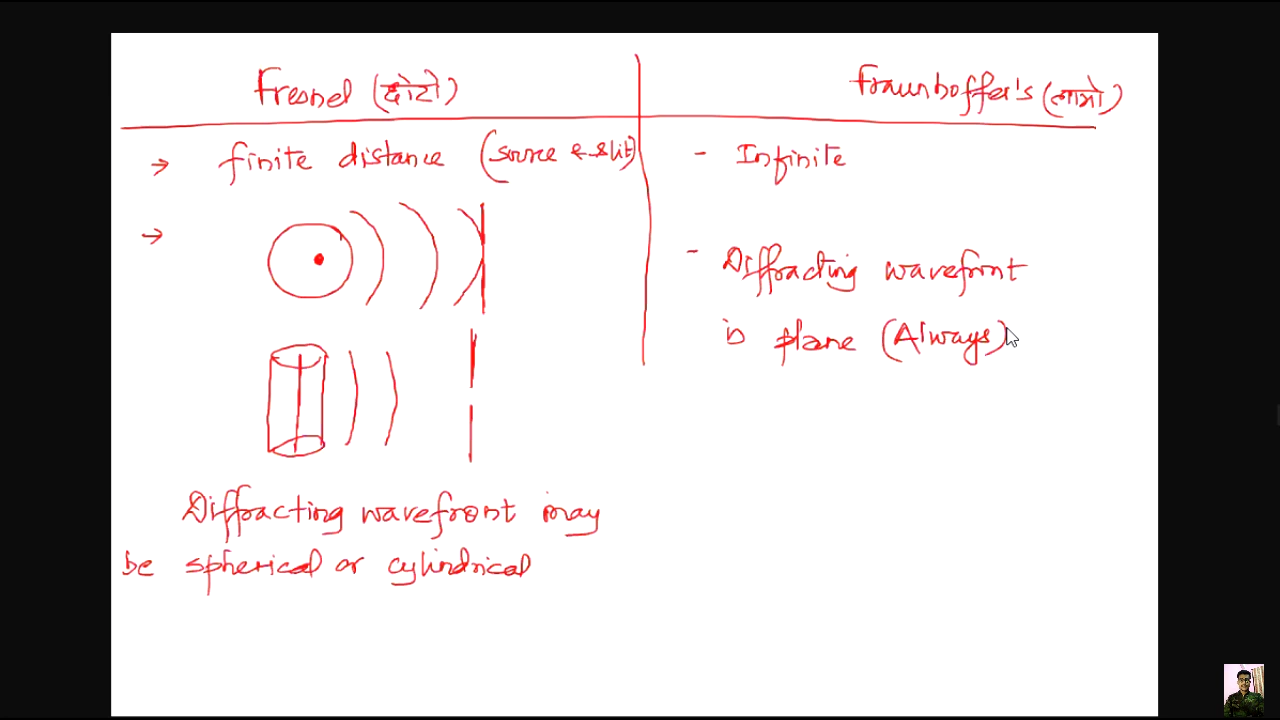 Fresnel (छोटो)
→ finite distance (source & slit)
→
Diffracting wavefront may
be spherical or cylindrical
Fraunhoffer's (लामो)
- Infinite
- Diffracting wavefront
is plane (Always)